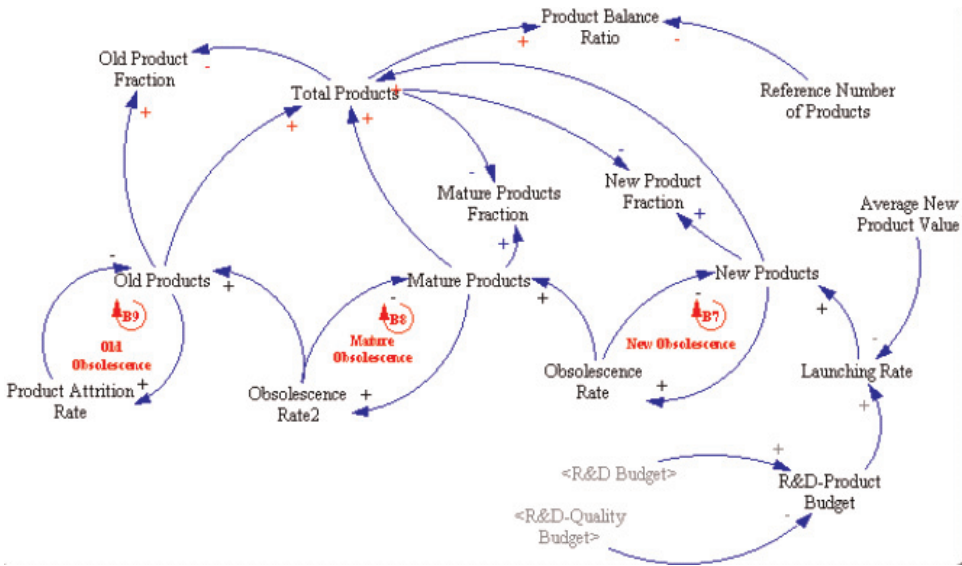 Product Balance
Ratio
Old Product
Fraction
Total Products
Reference Number
of Products
Mature Products
Fraction
New Product
Fraction
Average New
Product Value
Old Products
Mature Products
New Products
B9
Old
Obsolescence
B8
Mature
Obsolescence
B7
New Obsolescence
Product Attrition
Rate
Obsolescence
Rate2
Obsolescence
Rate
Launching Rate
<R&D Budget>
R&D-Product
Budget
<R&D-Quality
Budget>
+
-
-
+
+
+
+
-
-
+
+
-
+
-
+
-
+
-
+
+
+
+
+
-